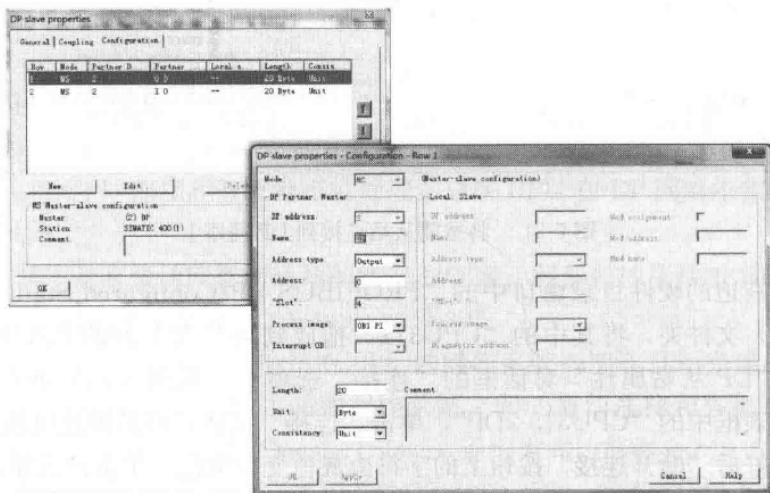 DP slave properties
General Coupling Configuration
Row Mode Partner D... Partner Local a... Length Consis
1 MS 2 O 0 -- 20 Byte Unit
2 MS 2 I 0 -- 20 Byte Unit
New... Edit... Delete
MS Master-slave configuration
Master: (2) DP
Station: SIMATIC 400(1)
Comment:
OK
DP slave properties - Configuration - Row 1
Mode: MS (Master-slave configuration)
DP Partner: Master Local: Slave
DP address: 2 DP address: Mod assignment:
Name: DP Name: Mod address:
Address type: Output Address type: Mod name:
Address: 0 Address:
"Slot": 4 "Slot":
Process image: OB1 PI Process image:
Interrupt OB: Diagnostic address:
Length: 20 Comment:
Unit: Byte
Consistency: Unit
OK Apply Cancel Help